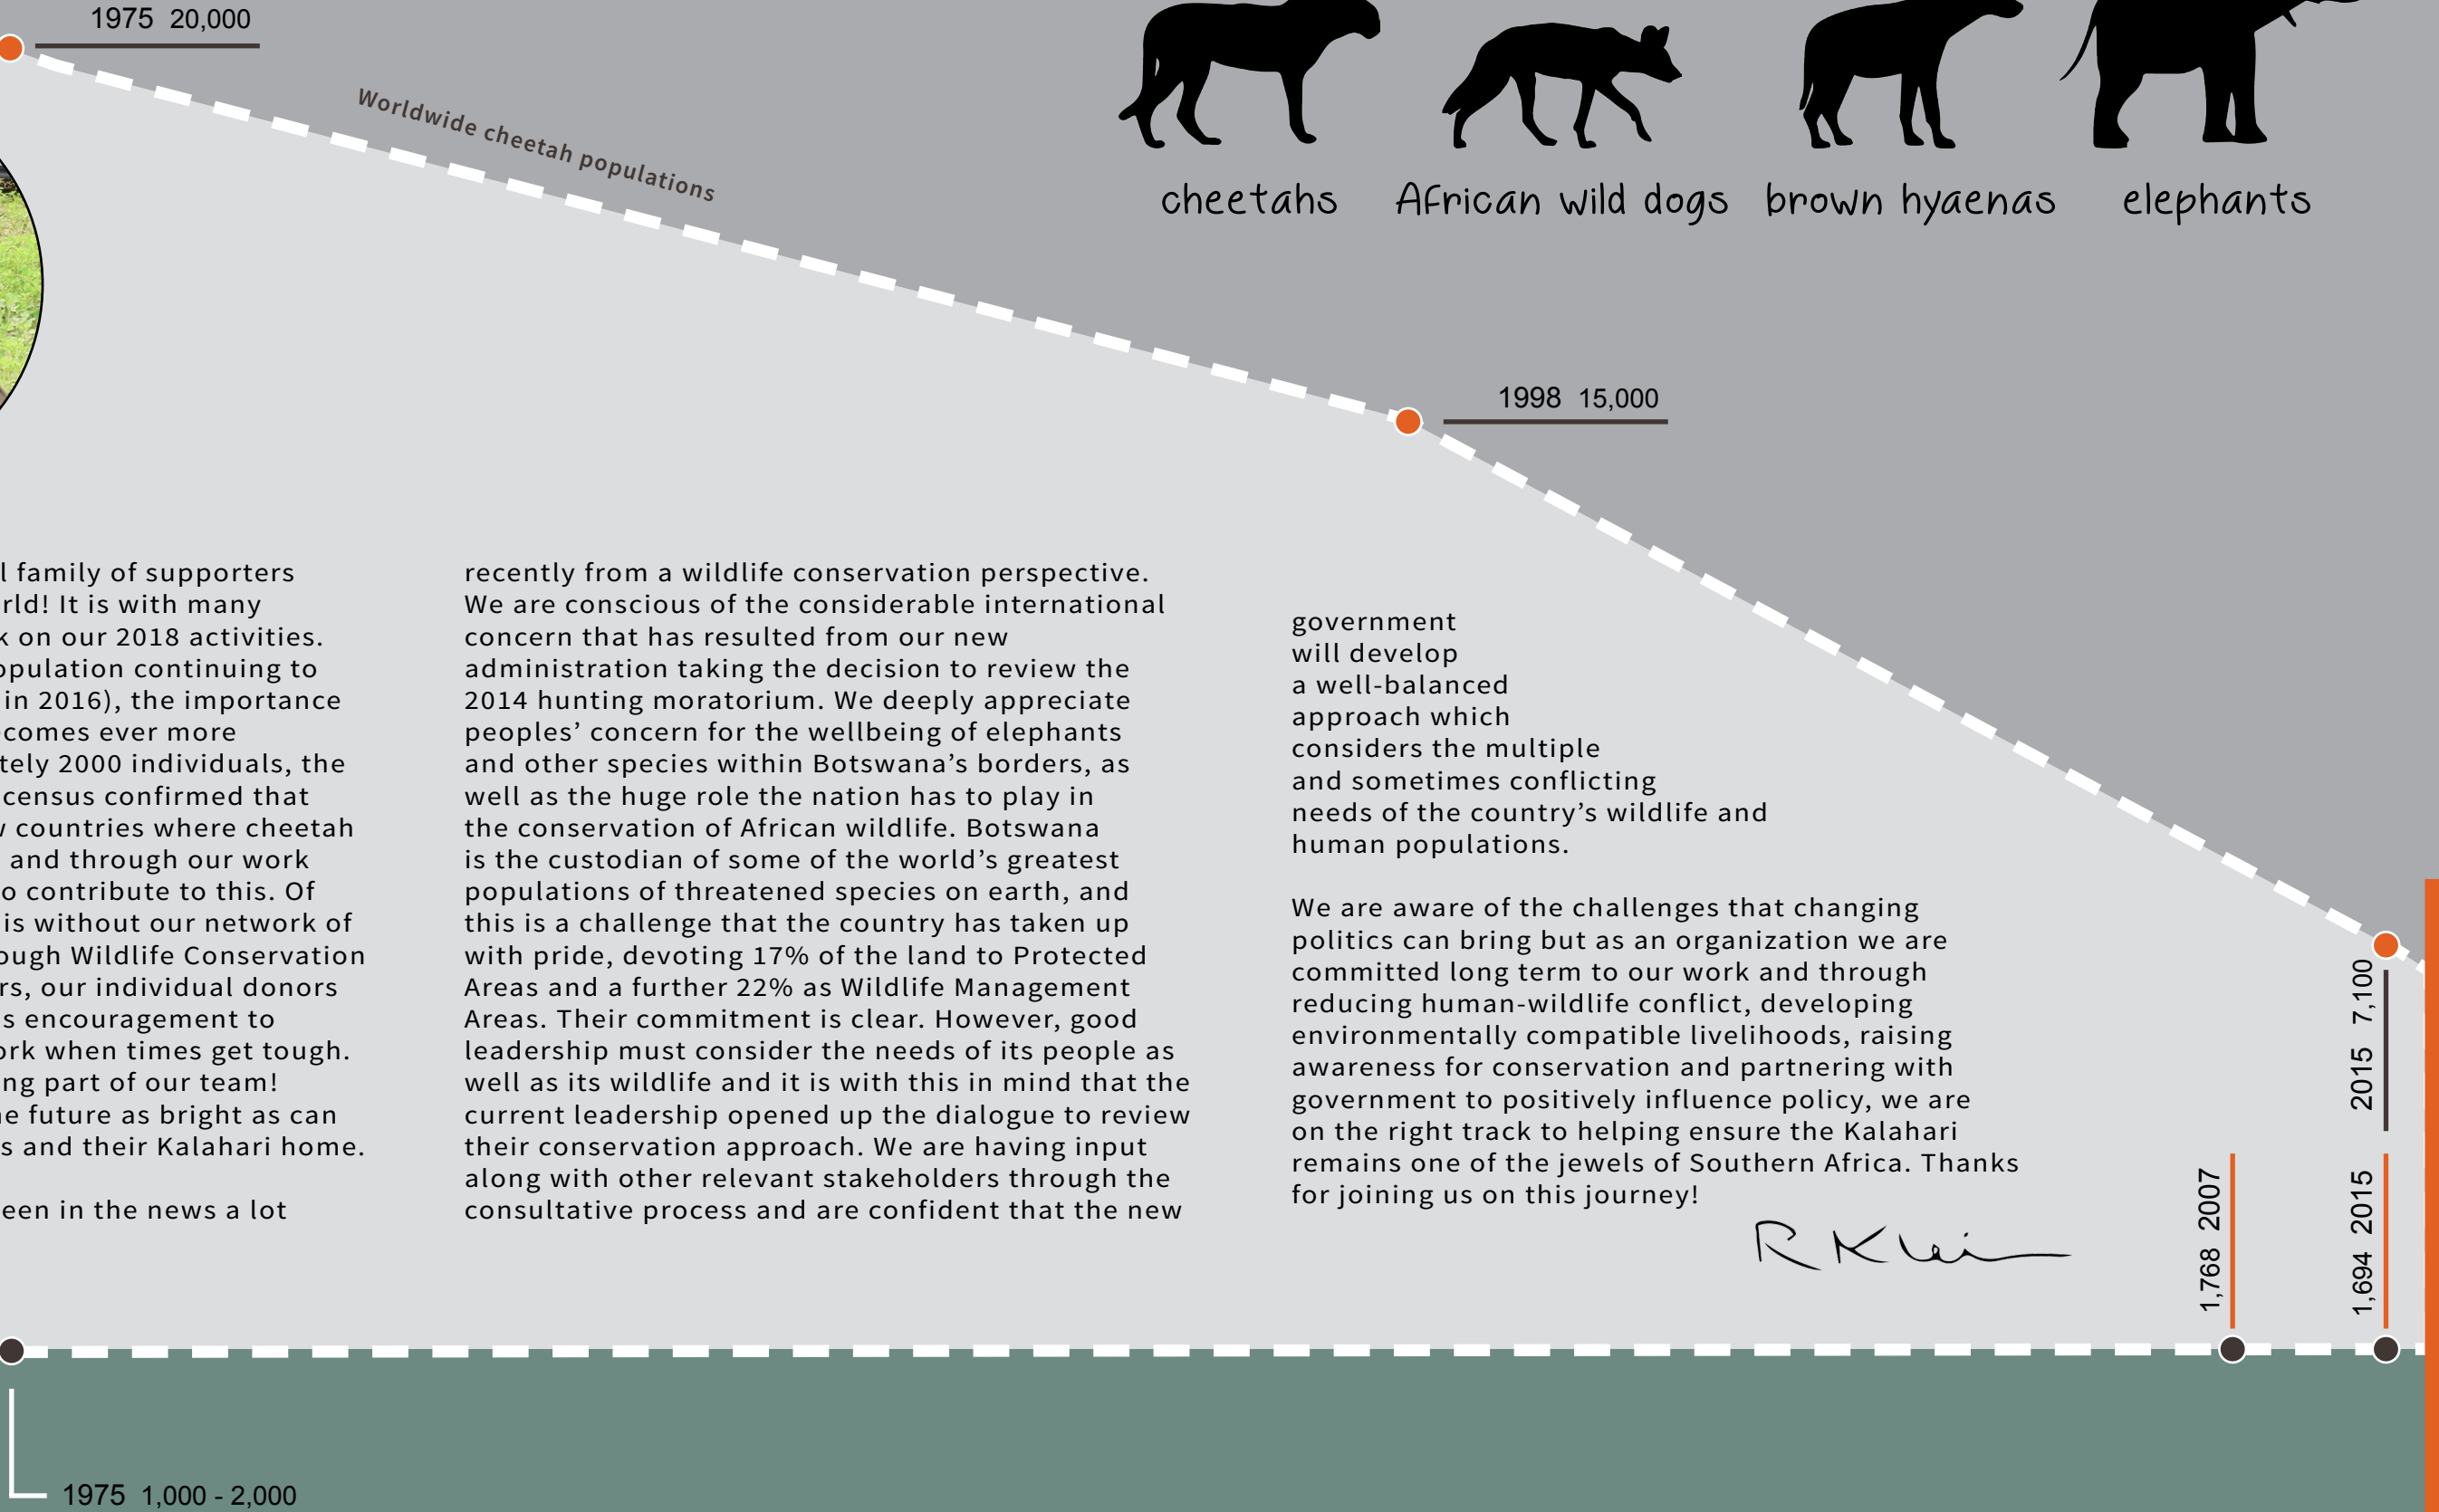 1975 20,000
Worldwide cheetah populations
cheetahs African wild dogs brown hyaenas elephants
1998 15,000
l family of supporters
rld! It is with many
k on our 2018 activities.
opulation continuing to
in 2016), the importance
ecomes ever more
tely 2000 individuals, the
census confirmed that
w countries where cheetah
and through our work
o contribute to this. Of
is without our network of
ough Wildlife Conservation
rs, our individual donors
s encouragement to
ork when times get tough.
ng part of our team!
he future as bright as can
s and their Kalahari home.
een in the news a lot
recently from a wildlife conservation perspective.
We are conscious of the considerable international
concern that has resulted from our new
administration taking the decision to review the
2014 hunting moratorium. We deeply appreciate
peoples’ concern for the wellbeing of elephants
and other species within Botswana’s borders, as
well as the huge role the nation has to play in
the conservation of African wildlife. Botswana
is the custodian of some of the world’s greatest
populations of threatened species on earth, and
this is a challenge that the country has taken up
with pride, devoting 17% of the land to Protected
Areas and a further 22% as Wildlife Management
Areas. Their commitment is clear. However, good
leadership must consider the needs of its people as
well as its wildlife and it is with this in mind that the
current leadership opened up the dialogue to review
their conservation approach. We are having input
along with other relevant stakeholders through the
consultative process and are confident that the new
government
will develop
a well-balanced
approach which
considers the multiple
and sometimes conflicting
needs of the country’s wildlife and
human populations.
We are aware of the challenges that changing
politics can bring but as an organization we are
committed long term to our work and through
reducing human-wildlife conflict, developing
environmentally compatible livelihoods, raising
awareness for conservation and partnering with
government to positively influence policy, we are
on the right track to helping ensure the Kalahari
remains one of the jewels of Southern Africa. Thanks
for joining us on this journey!
R Klein
2015 7,100
1,768 2007
1,694 2015
1975 1,000 - 2,000